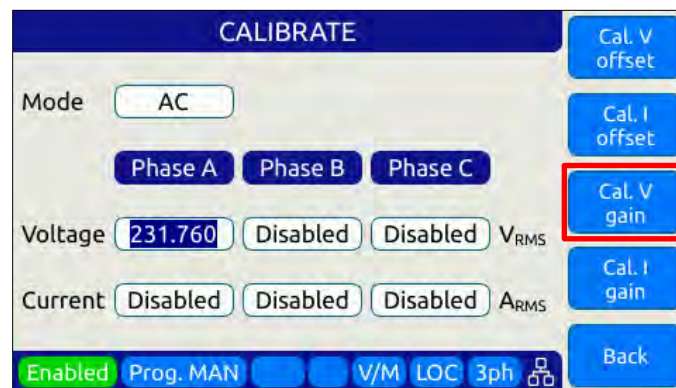 CALIBRATE
Cal. V
offset
Mode AC
Cal. I
offset
Phase A Phase B Phase C
Cal. V
gain
Voltage 231.760 Disabled Disabled VRMS
Cal. I
gain
Current Disabled Disabled Disabled ARMS
Enabled Prog. MAN V/M LOC 3ph
Back